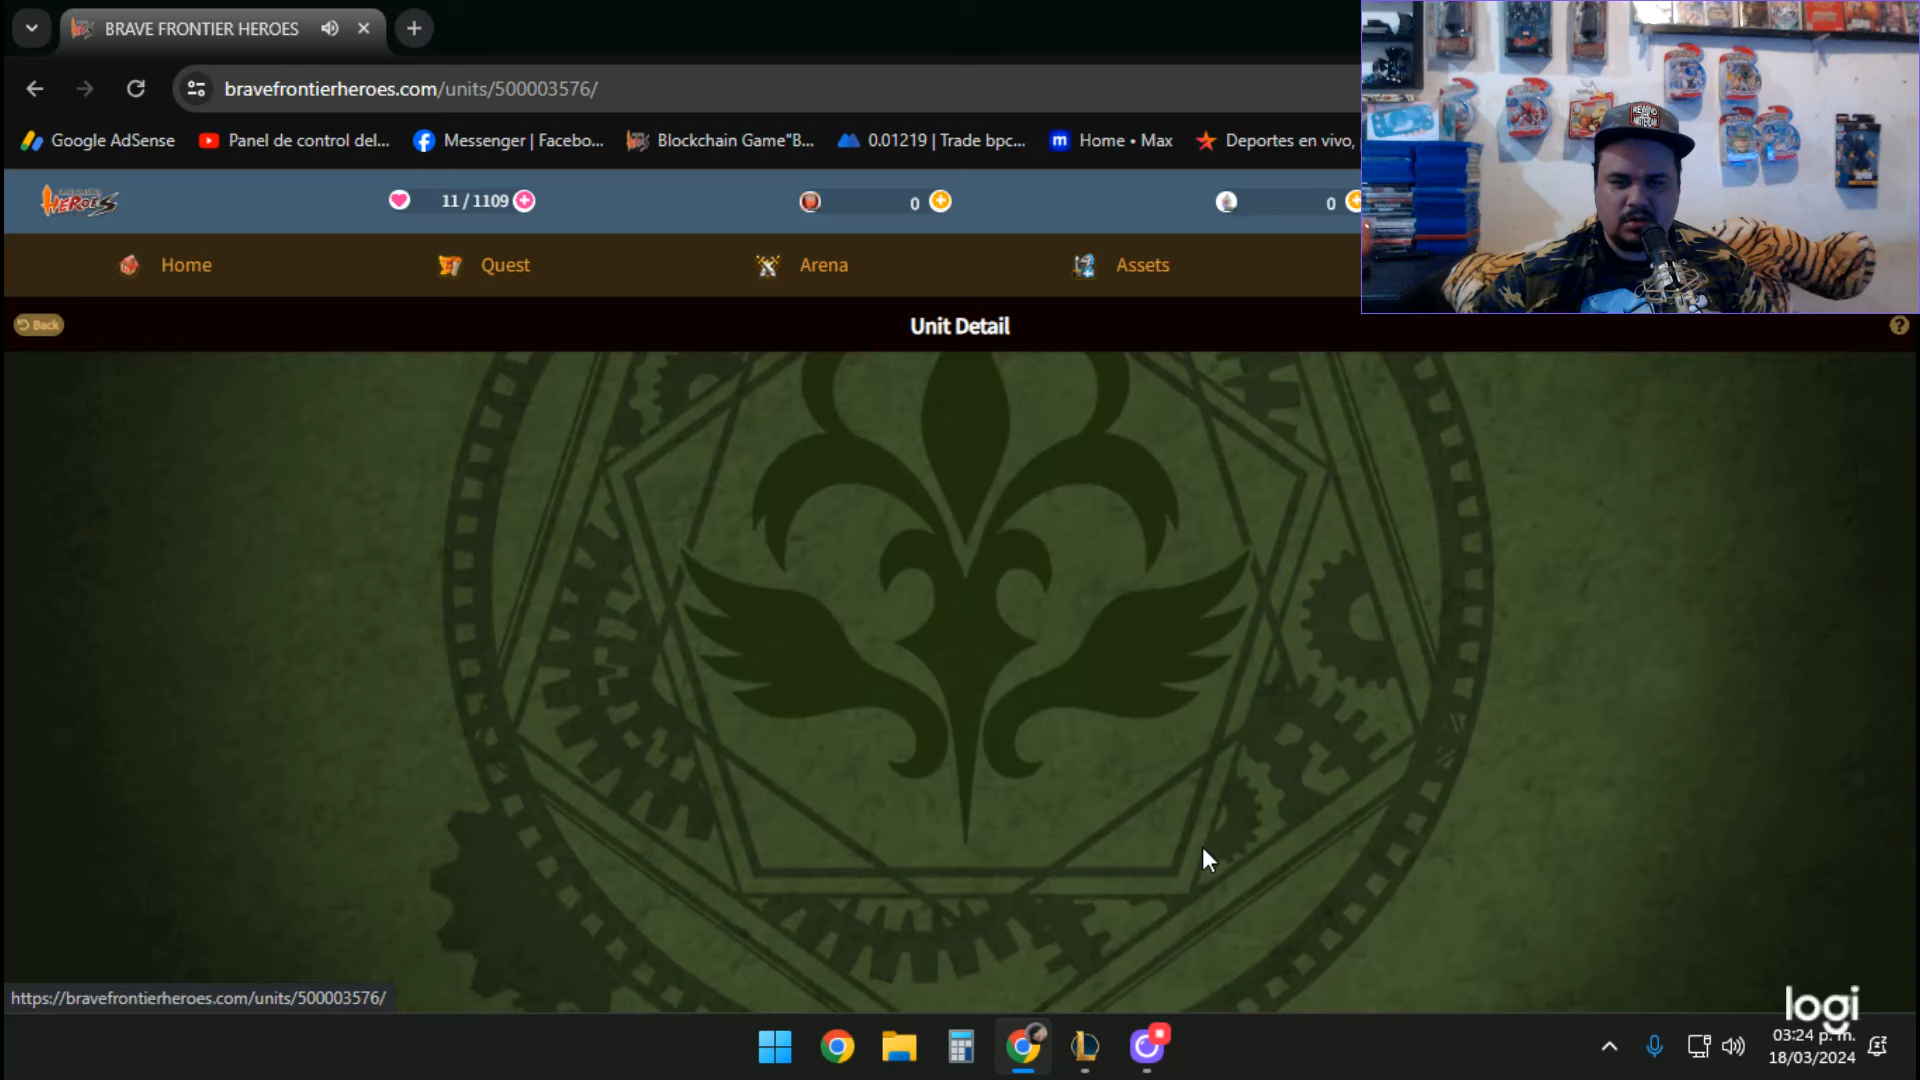 BRAVE FRONTIER HEROES
bravefrontierheroes.com/units/500003576/
Google AdSense
Panel de control del...
Messenger | Facebo...
Blockchain Game"B...
0.01219 | Trade bpc...
Home • Max
Deportes en vivo,
HEROES
11 / 1109
0
0
Home
Quest
Arena
Assets
Back
Unit Detail
https://bravefrontierheroes.com/units/500003576/
logi
03:24 p. m.
18/03/2024